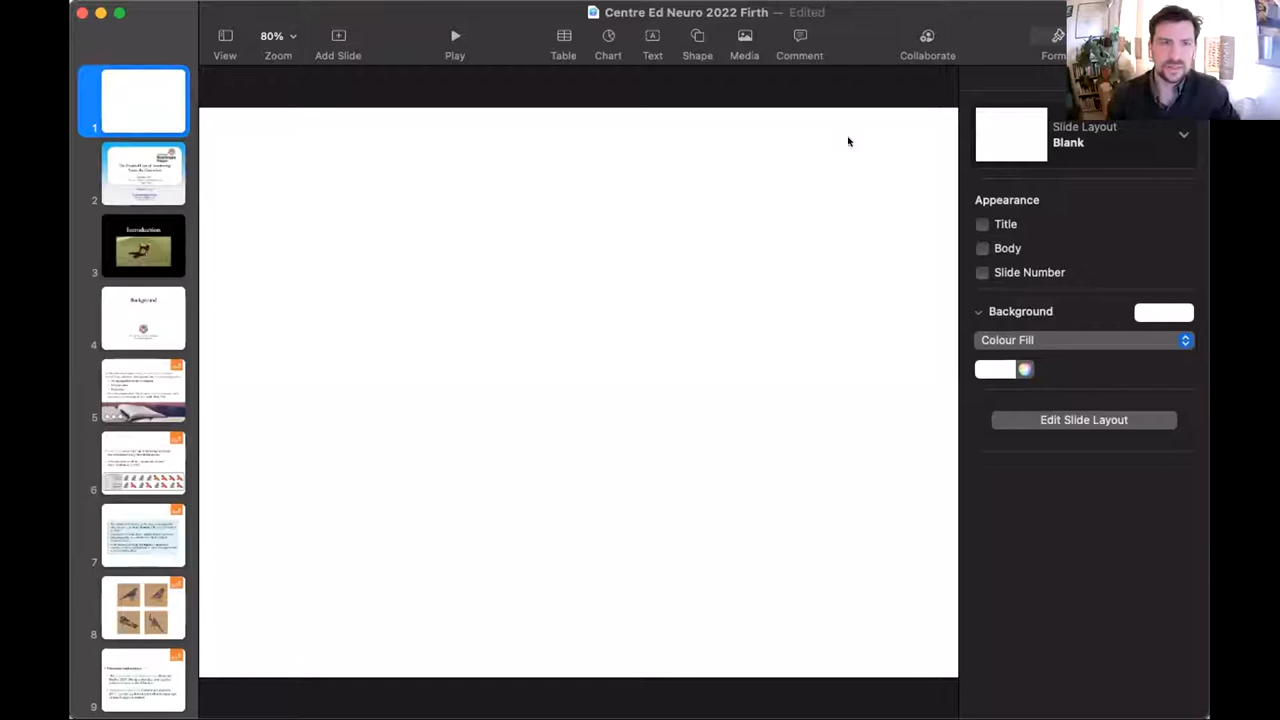 Centre Ed Neuro 2022 Firth — Edited
View
80%
Zoom
Add Slide
Play
Table
Chart
Text
Shape
Media
Comment
Collaborate
Form
1
2
Introduction
3
Background
4
5
6
7
8
9
Slide Layout
Blank
Appearance
Title
Body
Slide Number
Background
Colour Fill
Edit Slide Layout